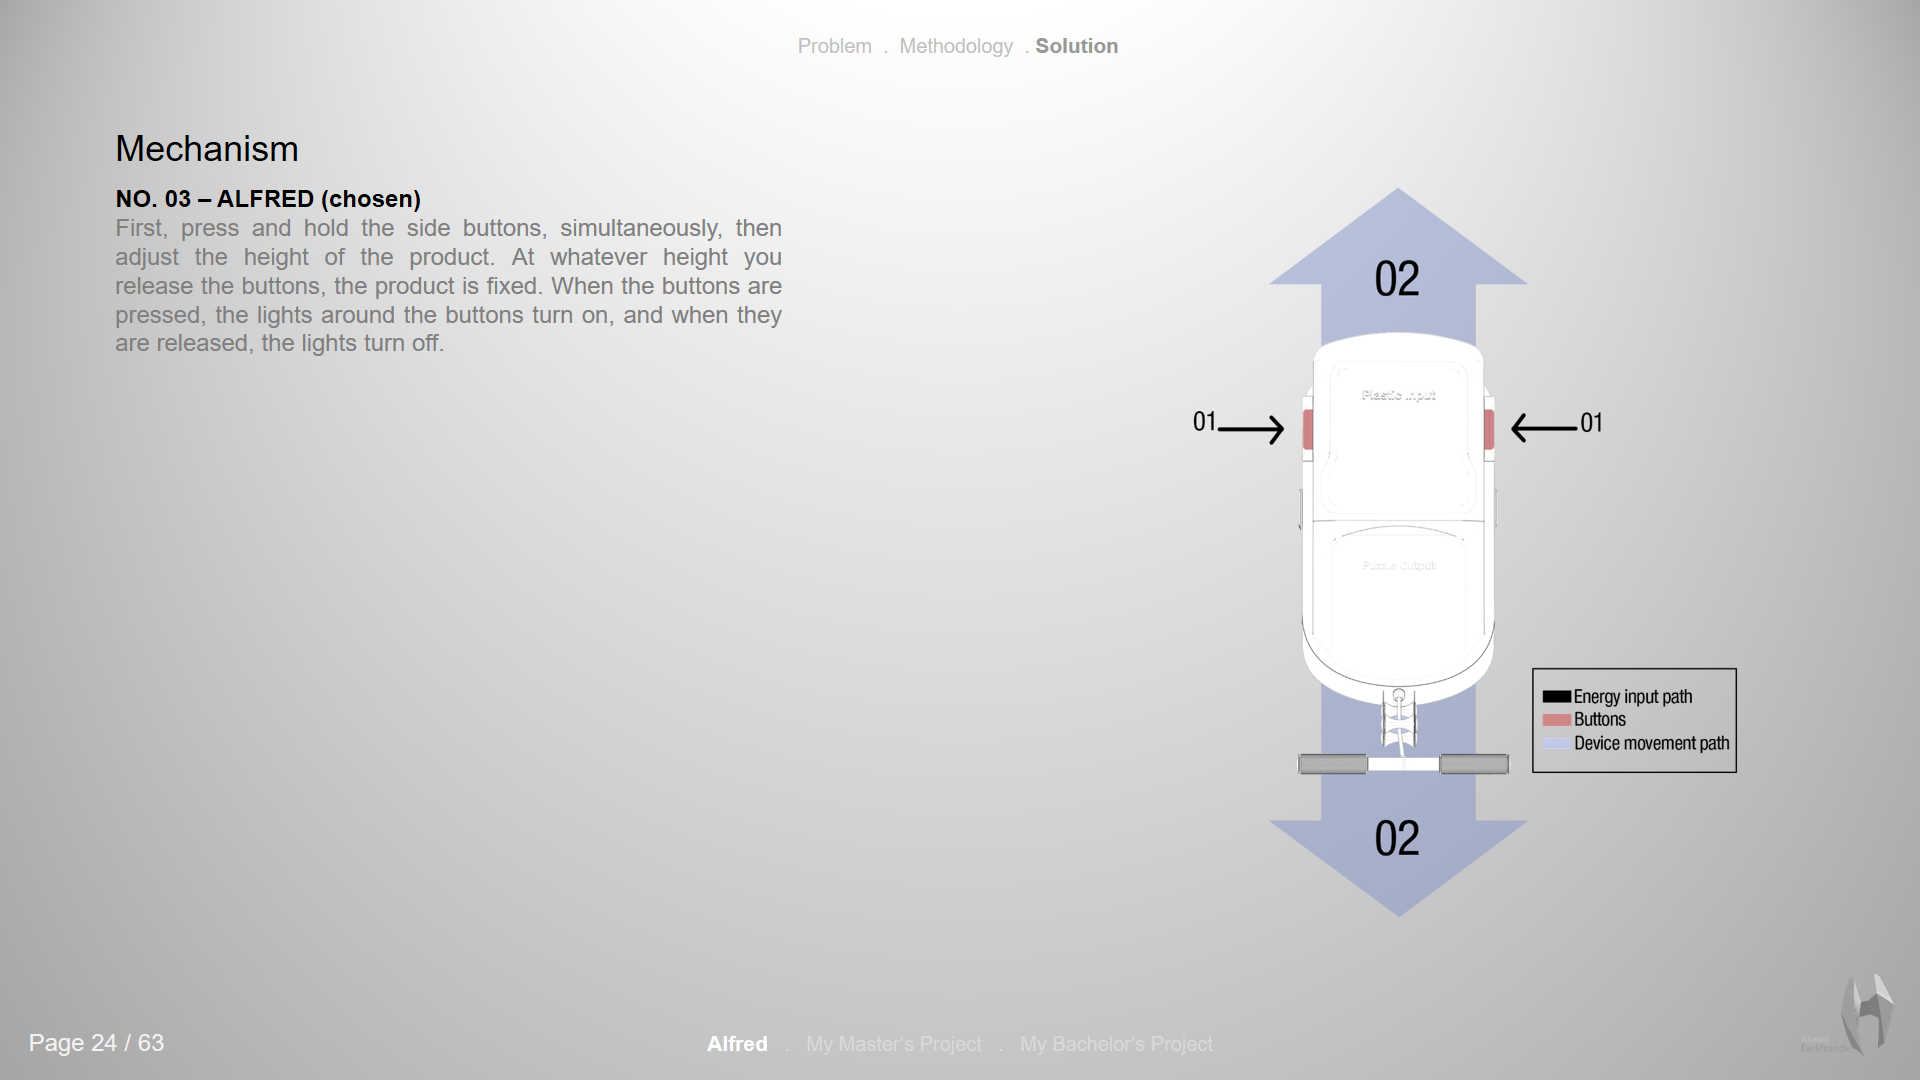 Problem . Methodology . Solution
Mechanism
NO. 03 – ALFRED (chosen)
First, press and hold the side buttons, simultaneously, then
adjust the height of the product. At whatever height you
release the buttons, the product is fixed. When the buttons are
pressed, the lights around the buttons turn on, and when they
are released, the lights turn off.
02
Plastic Input
01
01
Puzzle Output
Energy input path
Buttons
Device movement path
02
Ahmad
Farkhonde
Page 24 / 63
Alfred . My Master's Project . My Bachelor's Project